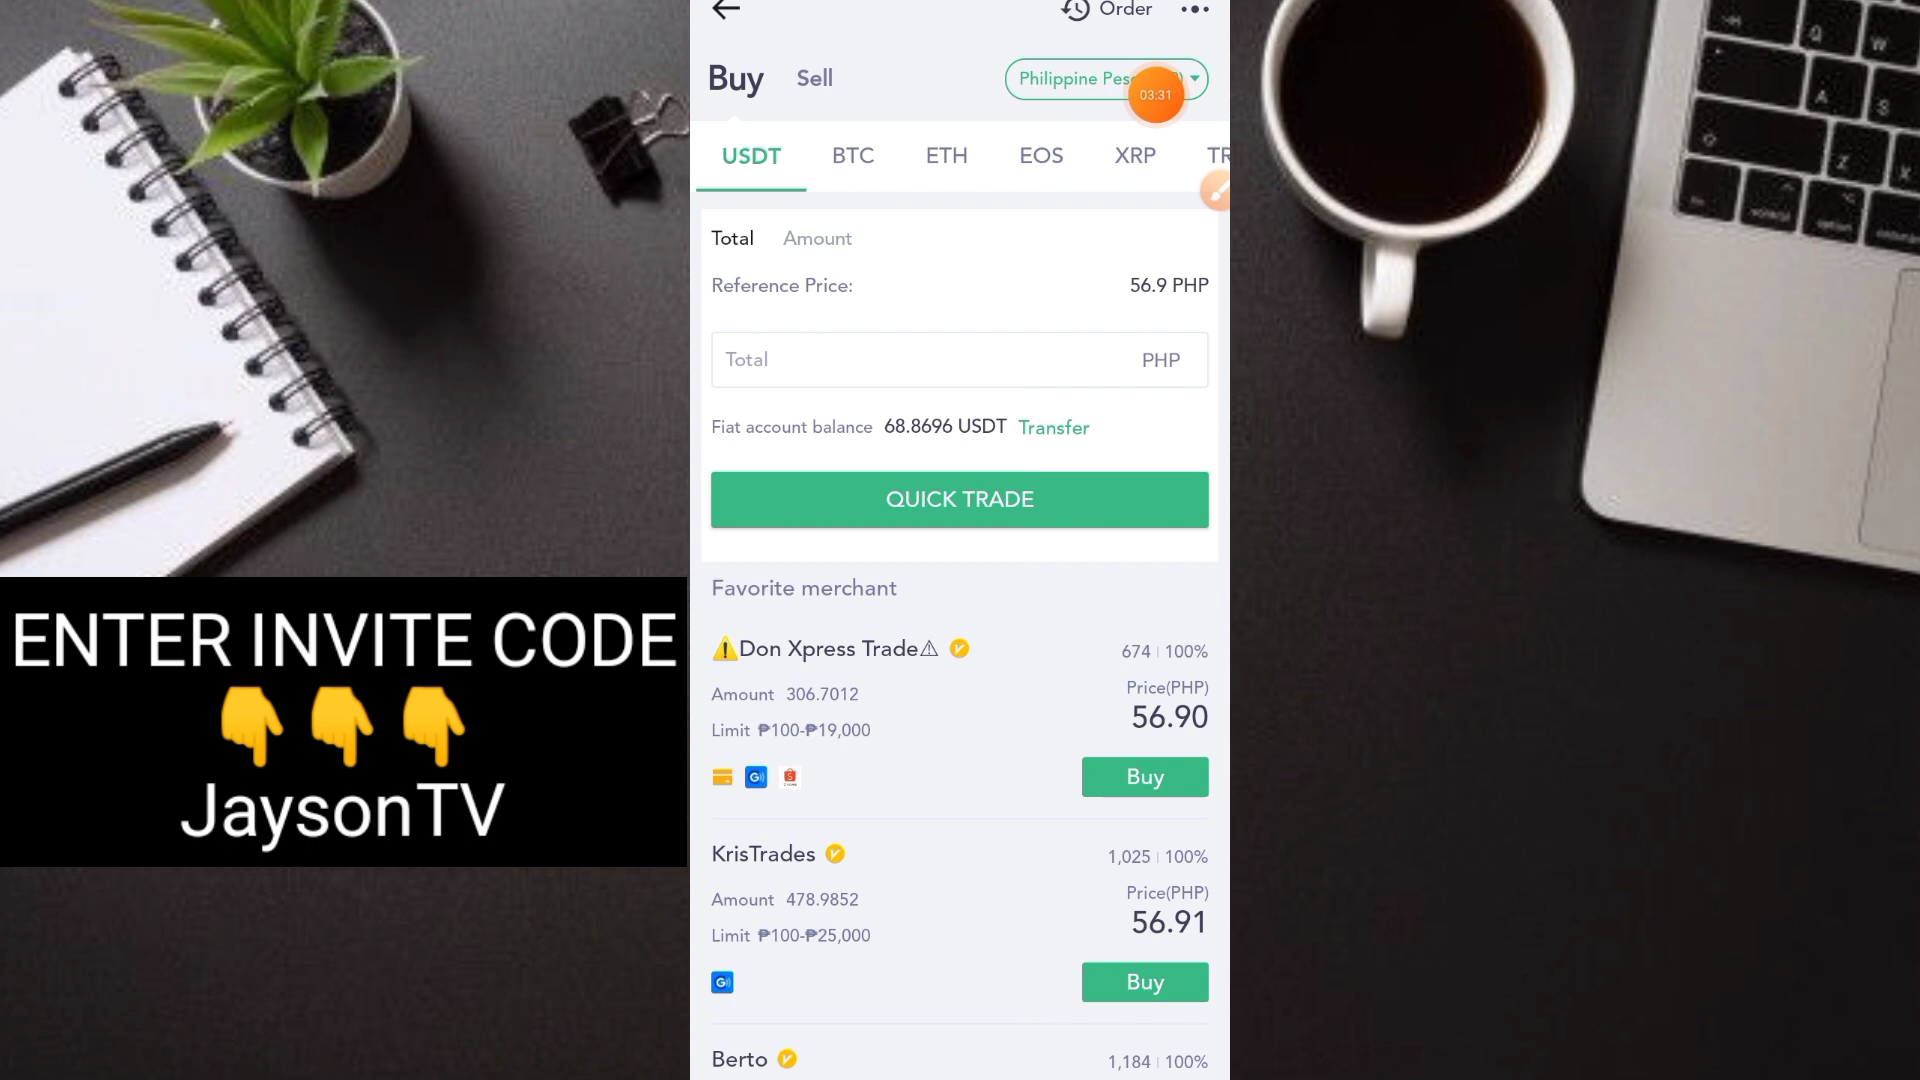 Order
Buy Sell Philippine Pes
03:31
USDT BTC ETH EOS XRP TR
Total Amount
Reference Price: 56.9 PHP
Total PHP
Fiat account balance 68.8696 USDT Transfer
QUICK TRADE
Favorite merchant
⚠️Don Xpress Trade⚠ 674 | 100%
Amount 306.7012 Price(PHP)
56.90
Limit ₱100-₱19,000
Buy
KrisTrades 1,025 | 100%
Amount 478.9852 Price(PHP)
56.91
Limit ₱100-₱25,000
Buy
Berto 1,184 | 100%
ENTER INVITE CODE
👇👇👇
JaysonTV